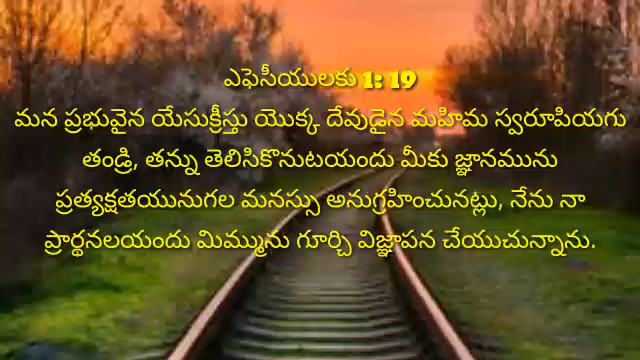 ఎఫెసీయులకు 1: 19
మన ప్రభువైన యేసుక్రీస్తు యొక్క దేవుడైన మహిమ స్వరూపియగు
తండ్రి, తన్ను తెలిసికొనుటయందు మీకు జ్ఞానమును
ప్రత్యక్షతయునుగల మనస్సు అనుగ్రహించునట్లు, నేను నా
ప్రార్థనలయందు మిమ్మును గూర్చి విజ్ఞాపన చేయుచున్నాను.